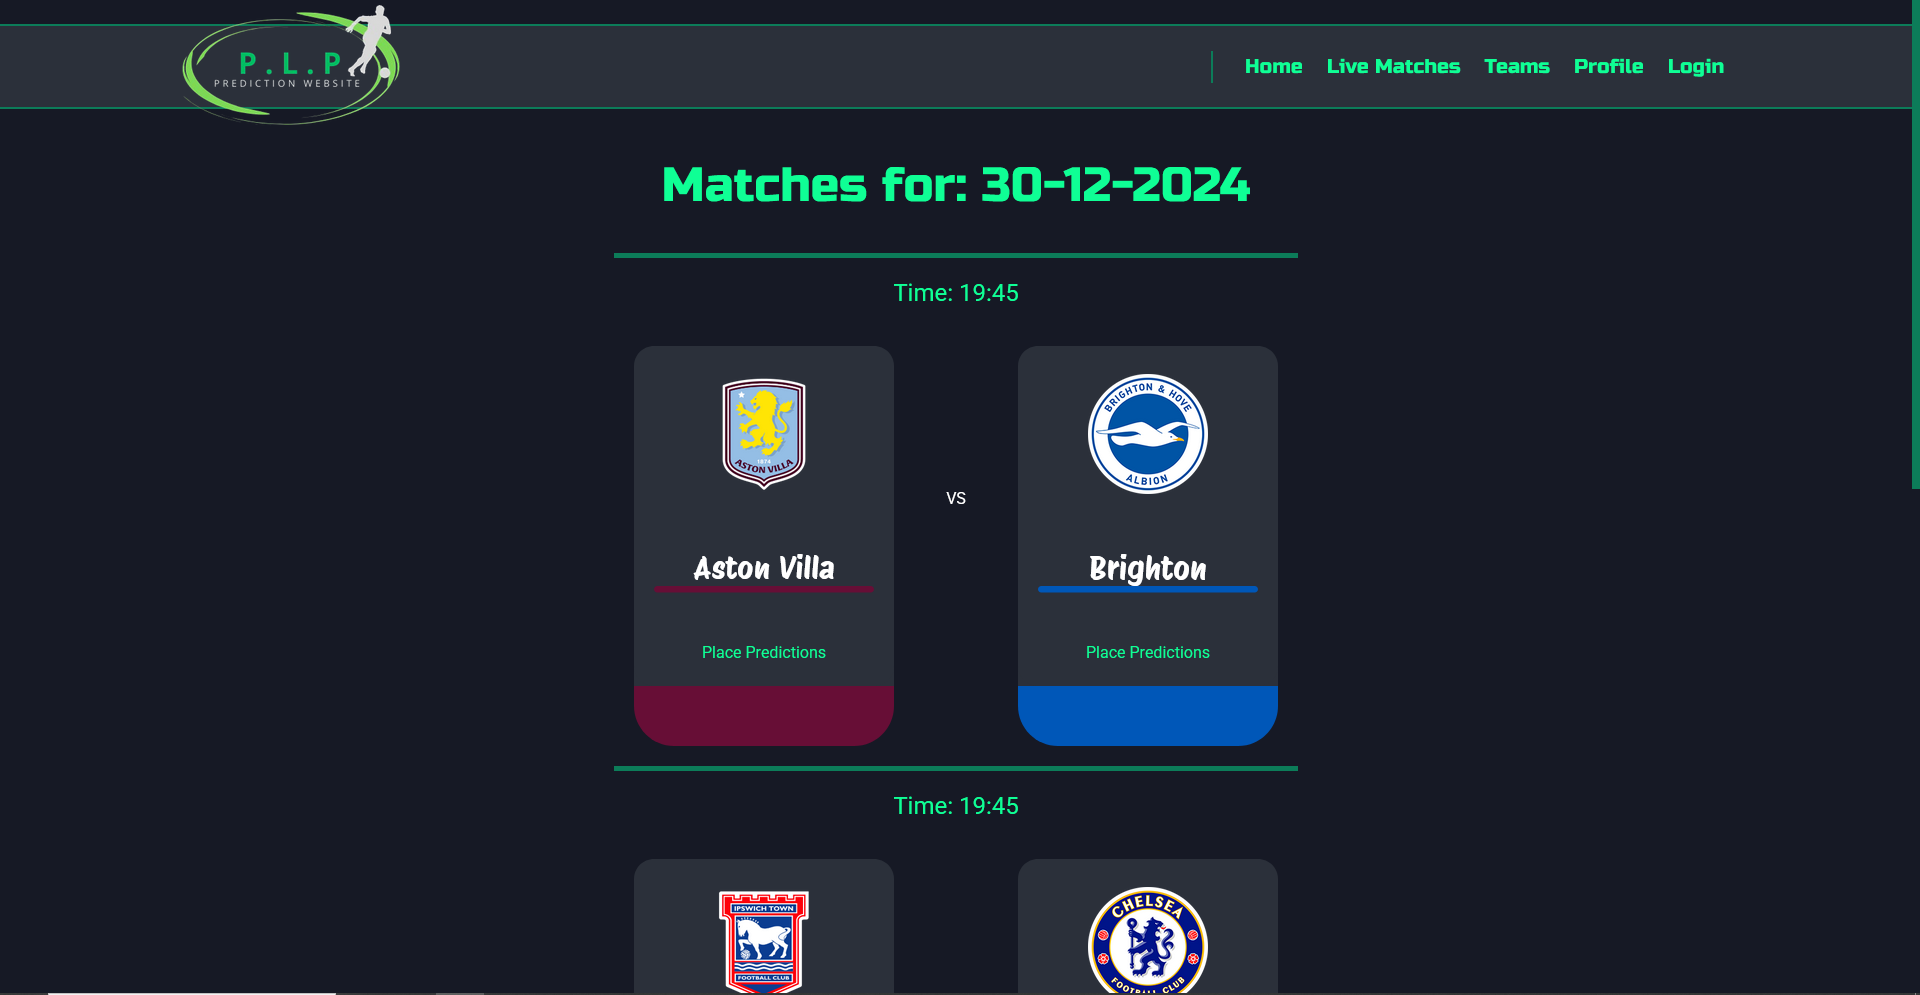 P.L.P
PREDICTION WEBSITE
Home Live Matches Teams Profile Login
Matches for: 30-12-2024
Time: 19:45
1874
ASTON VILLA
BRIGHTON & HOVE
ALBION
VS
Aston Villa
Brighton
Place Predictions
Place Predictions
Time: 19:45
IPSWICH TOWN
FOOTBALL CLUB
CHELSEA
FOOTBALL CLUB